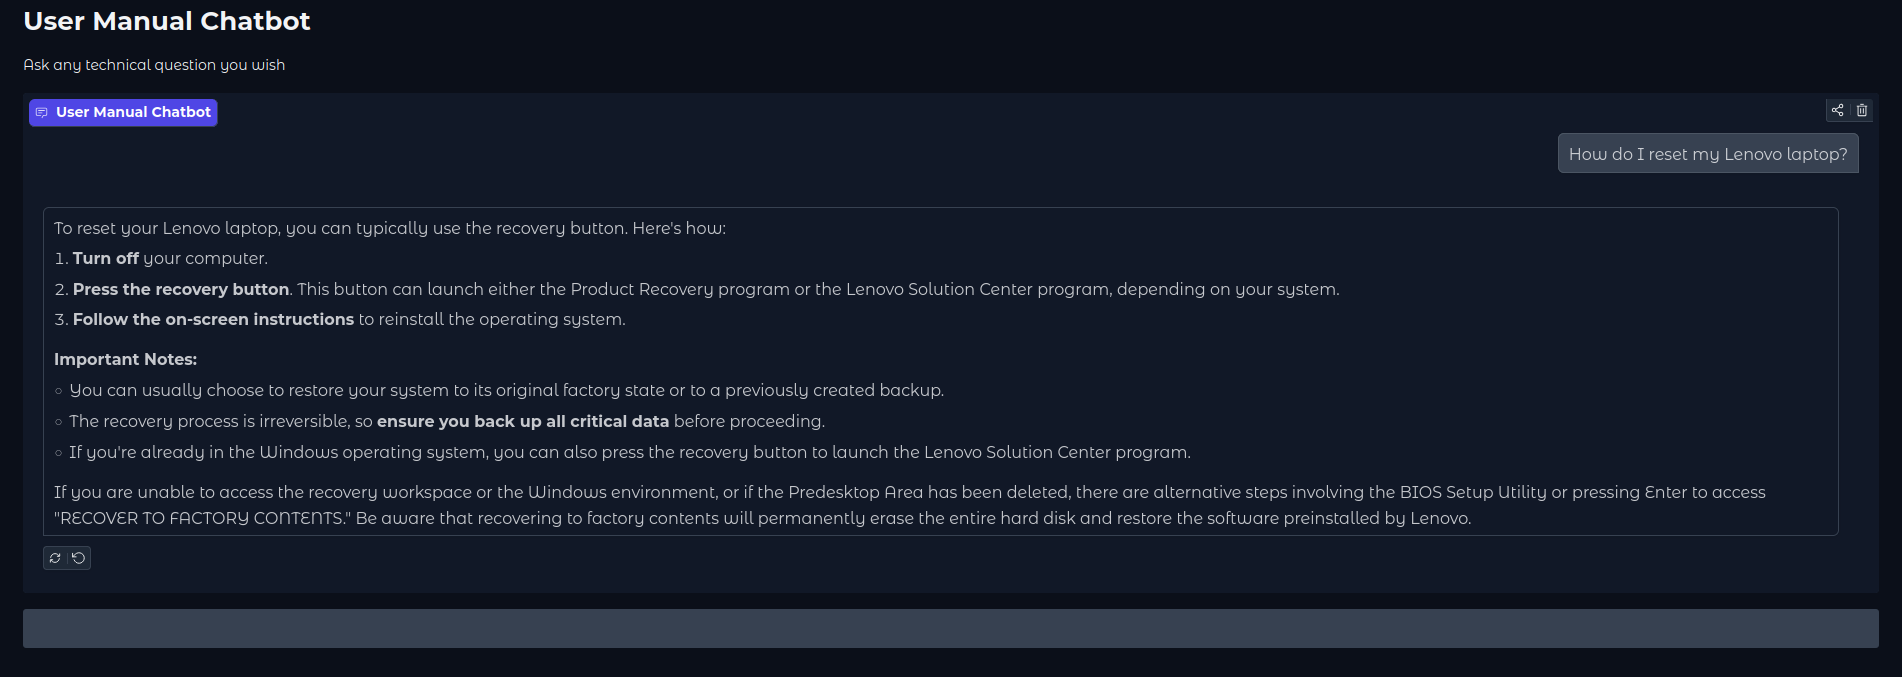 User Manual Chatbot
Ask any technical question you wish
User Manual Chatbot
How do I reset my Lenovo laptop?
To reset your Lenovo laptop, you can typically use the recovery button. Here's how:
1. Turn off your computer.
2. Press the recovery button. This button can launch either the Product Recovery program or the Lenovo Solution Center program, depending on your system.
3. Follow the on-screen instructions to reinstall the operating system.
Important Notes:
○ You can usually choose to restore your system to its original factory state or to a previously created backup.
○ The recovery process is irreversible, so ensure you back up all critical data before proceeding.
○ If you're already in the Windows operating system, you can also press the recovery button to launch the Lenovo Solution Center program.
If you are unable to access the recovery workspace or the Windows environment, or if the Predesktop Area has been deleted, there are alternative steps involving the BIOS Setup Utility or pressing Enter to access
"RECOVER TO FACTORY CONTENTS." Be aware that recovering to factory contents will permanently erase the entire hard disk and restore the software preinstalled by Lenovo.